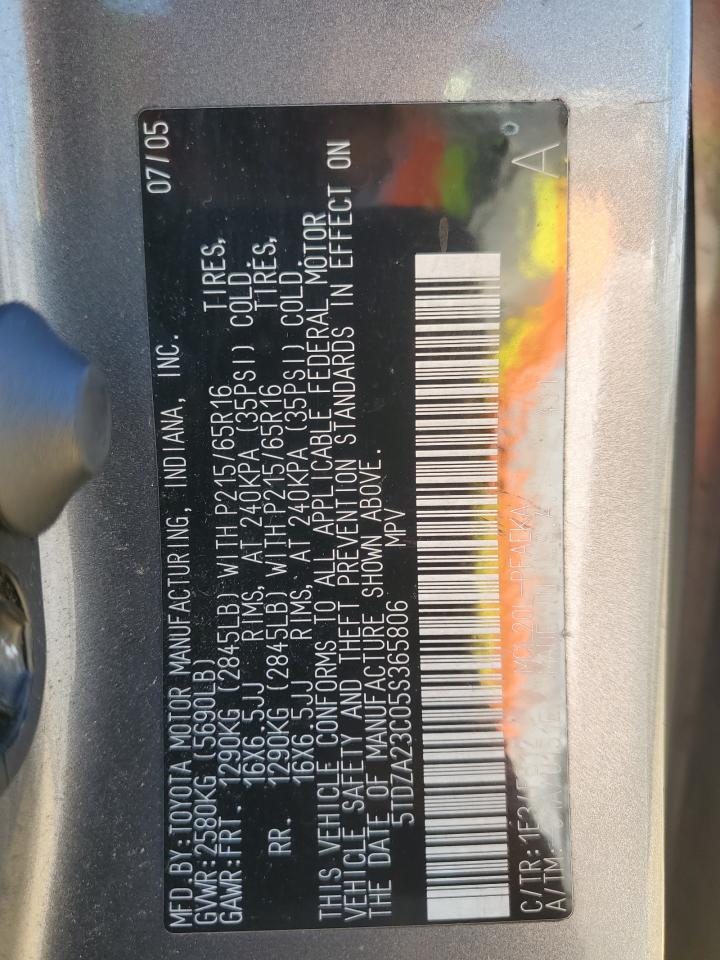 MFD.BY:TOYOTA MOTOR MANUFACTURING, INDIANA, INC. 07/05
GVWR:2580KG (5690LB)
GAWR:FRT. 1290KG (2845LB) WITH P215/65R16 TIRES,
16X6.5JJ RIMS, AT 240KPA (35PSI) COLD.
RR. 1290KG (2845LB) WITH P215/65R16 TIRES,
16X6.5JJ RIMS, AT 240KPA (35PSI) COLD.
THIS VEHICLE CONFORMS TO ALL APPLICABLE FEDERAL MOTOR
VEHICLE SAFETY AND THEFT PREVENTION STANDARDS IN EFFECT ON
THE DATE OF MANUFACTURE SHOWN ABOVE.
5TDZA23C05S365806 MPV
C/TR:
A/TM:
A